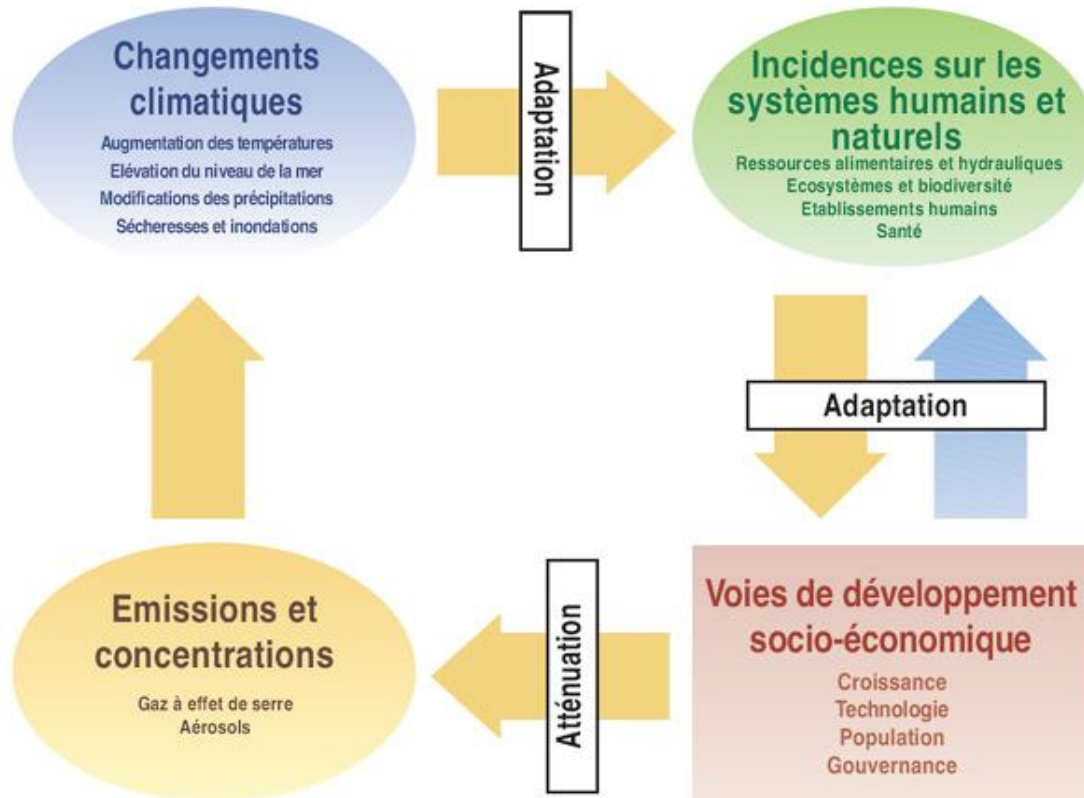 Changements
climatiques
Augmentation des températures
Elévation du niveau de la mer
Modifications des précipitations
Sécheresses et inondations
Adaptation
Incidences sur les
systèmes humains et
naturels
Ressources alimentaires et hydrauliques
Ecosystèmes et biodiversité
Etablissements humains
Santé
Adaptation
Emissions et
concentrations
Gaz à effet de serre
Aérosols
Atténuation
Voies de développement
socio-économique
Croissance
Technologie
Population
Gouvernance